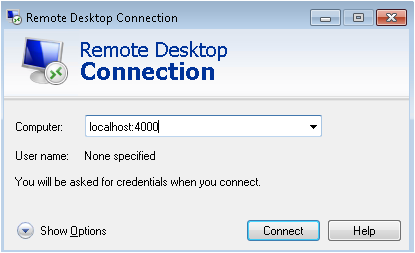 Remote Desktop Connection
Remote Desktop
Connection
Computer: localhost:4000
User name: None specified
You will be asked for credentials when you connect.
Show Options Connect Help